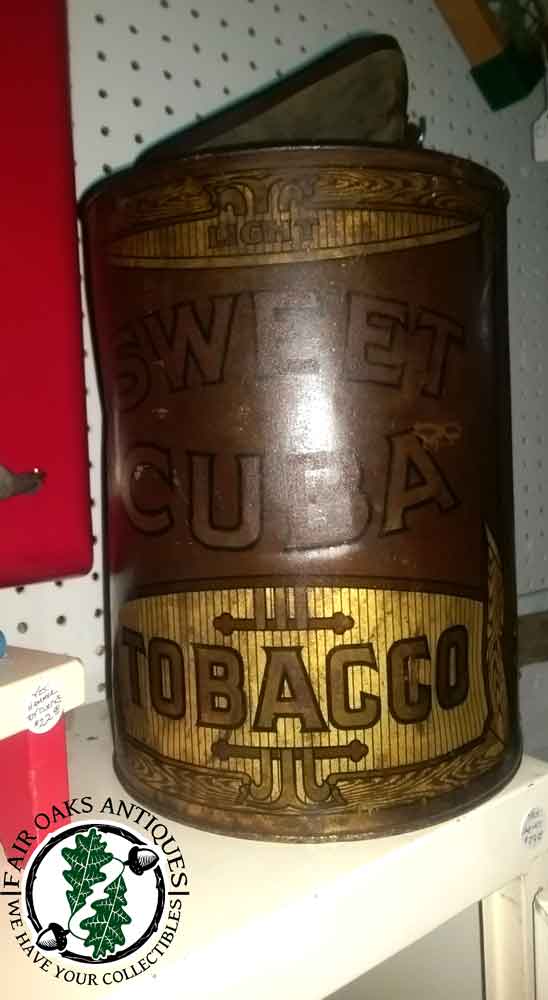 LIGHT
SWEET
CUBA
TOBACCO
FAIR OAKS ANTIQUES
WE HAVE YOUR COLLECTIBLES